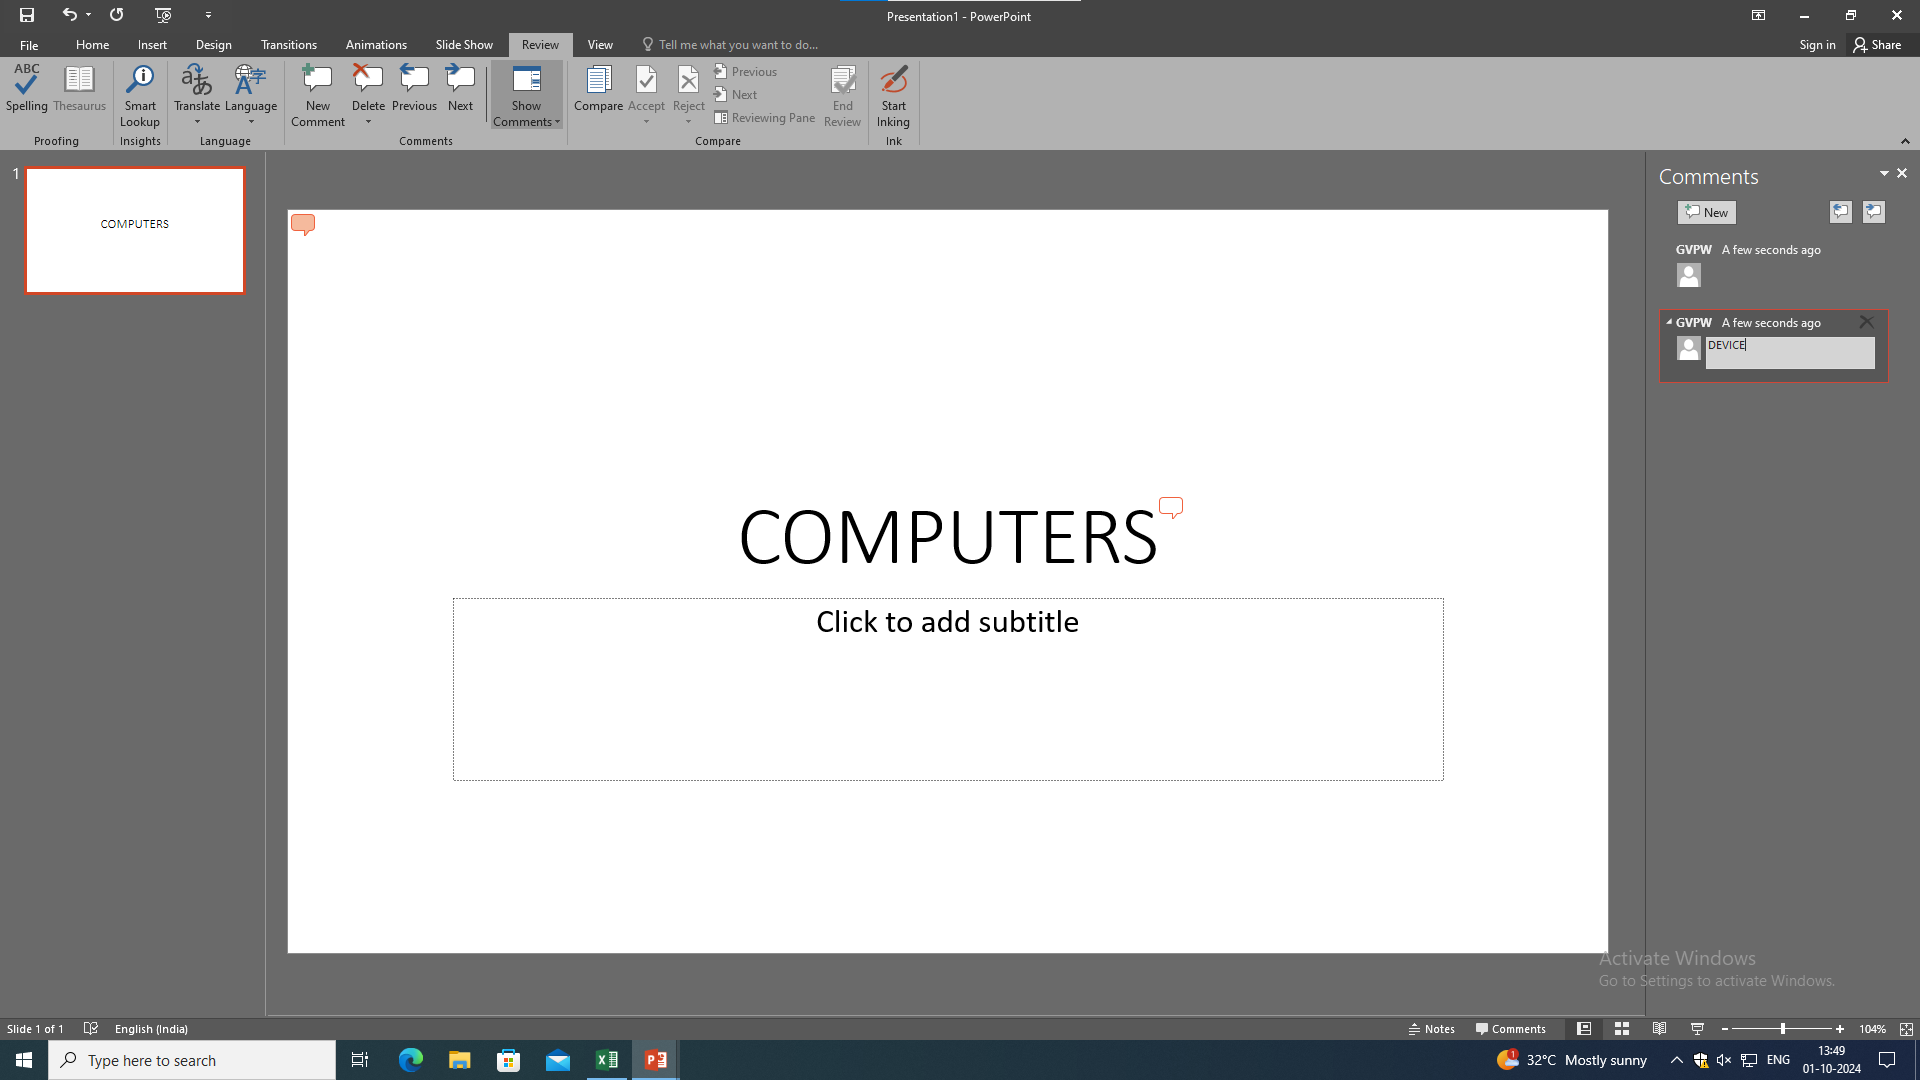 Presentation1 - PowerPoint
File Home Insert Design Transitions Animations Slide Show Review View Tell me what you want to do... Sign in Share
ABC
Spelling Thesaurus Smart Lookup Translate Language New Comment Delete Previous Next Show Comments Compare Accept Reject Previous Next Reviewing Pane End Review Start Inking
Proofing Insights Language Comments Compare Ink
1
COMPUTERS
COMPUTERS
Click to add subtitle
Comments
New
GVPW A few seconds ago
GVPW A few seconds ago
DEVICE
Activate Windows
Go to Settings to activate Windows.
Slide 1 of 1 English (India) Notes Comments 104%
Type here to search
1
32°C Mostly sunny
ENG
13:49
01-10-2024